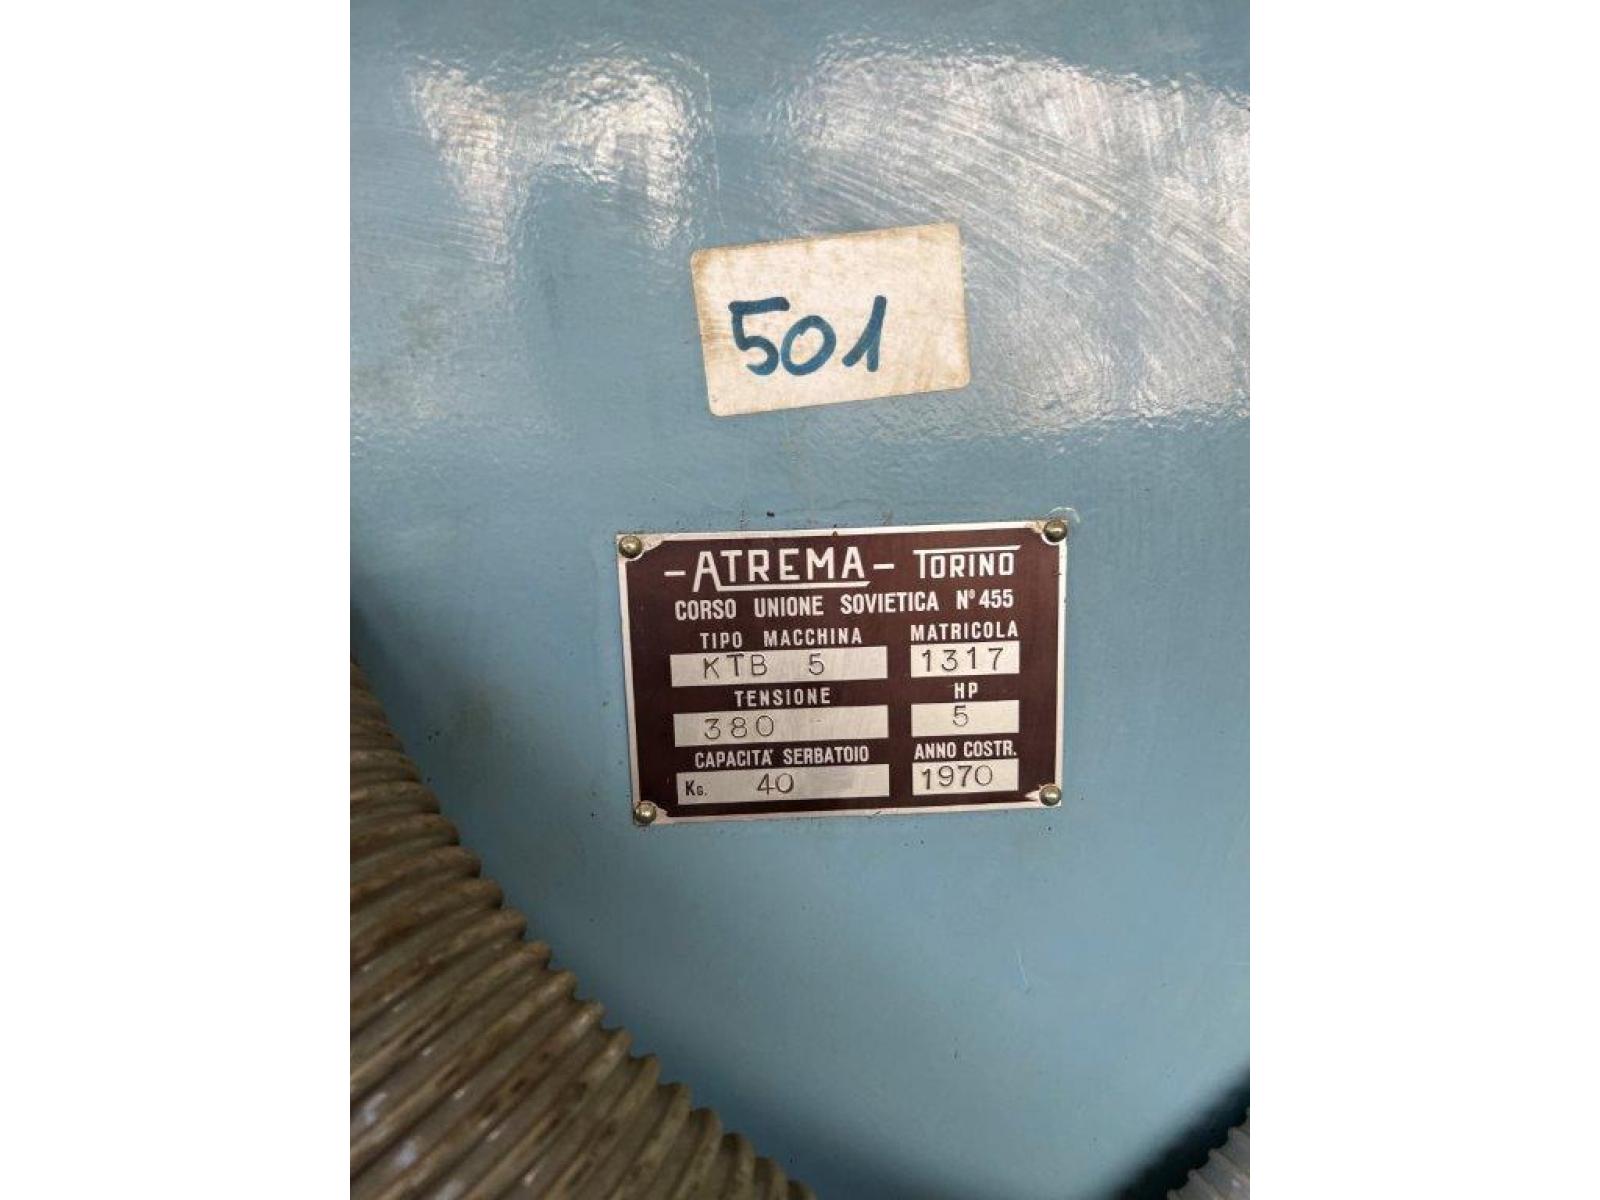 501
-ATREMA- TORINO
CORSO UNIONE SOVIETICA Nº 455
TIPO MACCHINA MATRICOLA
KTB 5 1317
TENSIONE HP
380 5
CAPACITA' SERBATOIO ANNO COSTR.
KG. 40 1970